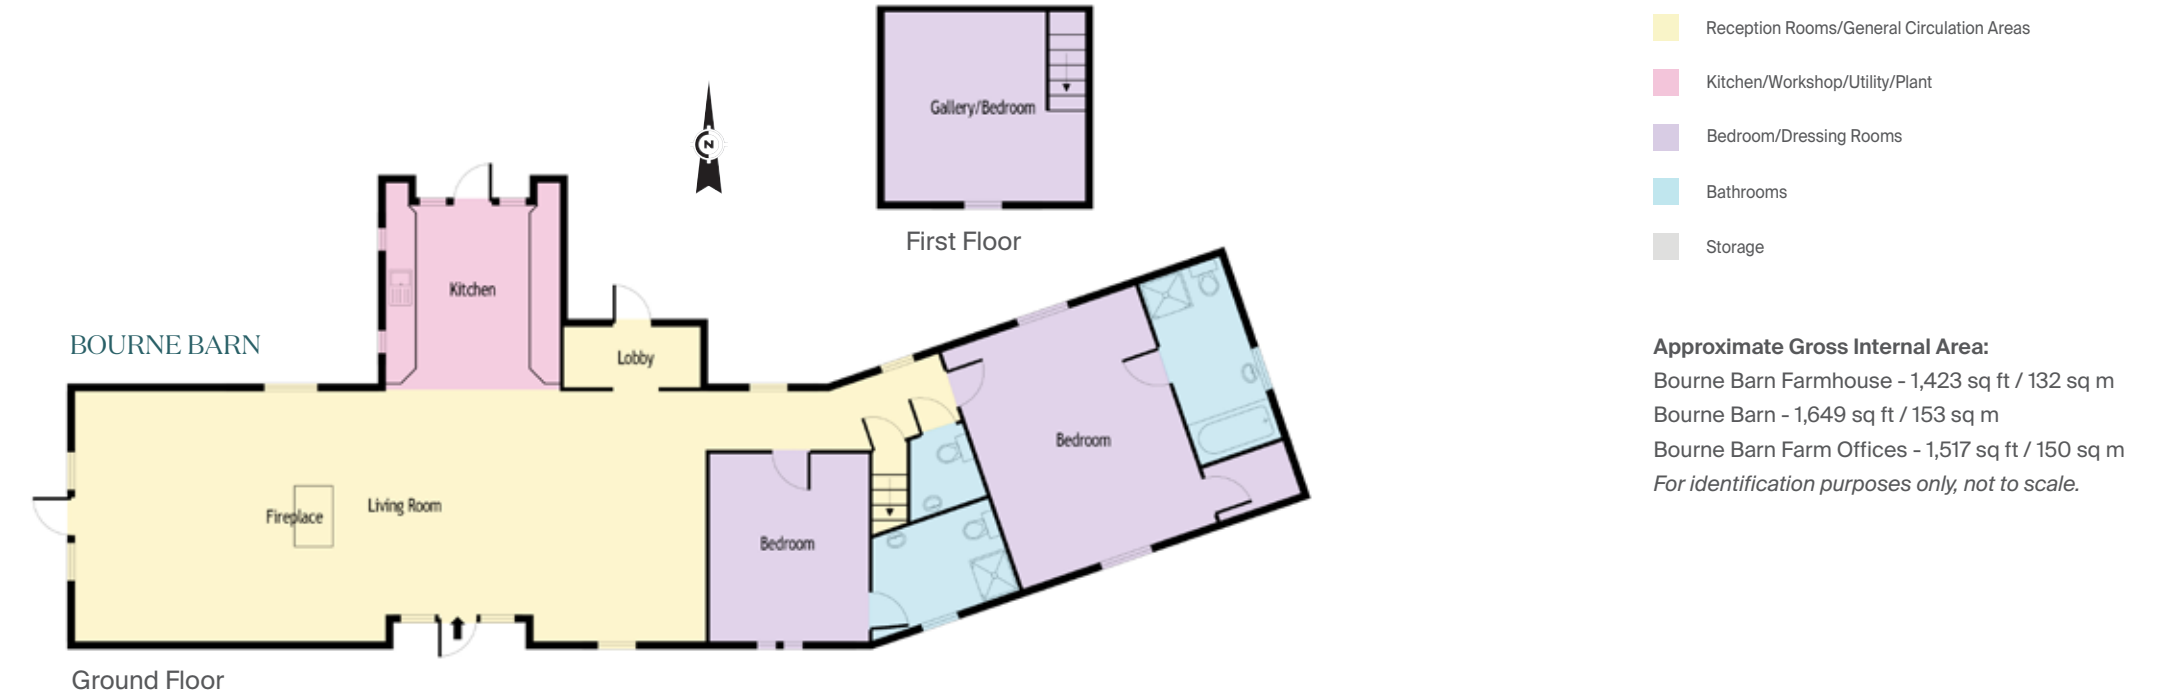 Gallery/Bedroom
First Floor
N
Kitchen
Lobby
BOURNE BARN
Bedroom
Living Room
Fireplace
Bedroom
Ground Floor
Reception Rooms/General Circulation Areas
Kitchen/Workshop/Utility/Plant
Bedroom/Dressing Rooms
Bathrooms
Storage
Approximate Gross Internal Area:
Bourne Barn Farmhouse - 1,423 sq ft / 132 sq m
Bourne Barn - 1,649 sq ft / 153 sq m
Bourne Barn Farm Offices - 1,517 sq ft / 150 sq m
For identification purposes only, not to scale.